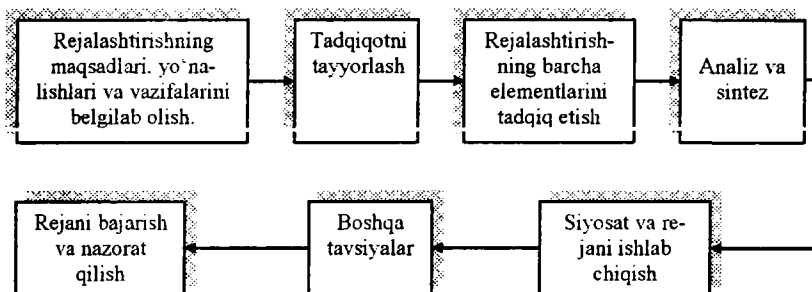 Rejalashtirishning
maqsadlari. yo‘na-
lishlari va vazifalarini
belgilab olish.
Tadqiqotni
tayyorlash
Rejalashtirish-
ning barcha
elementlarini
tadqiq etish
Analiz va
sintez
Rejani bajarish
va nazorat
qilish
Boshqa
tavsiyalar
Siyosat va re-
jani ishlab
chiqish